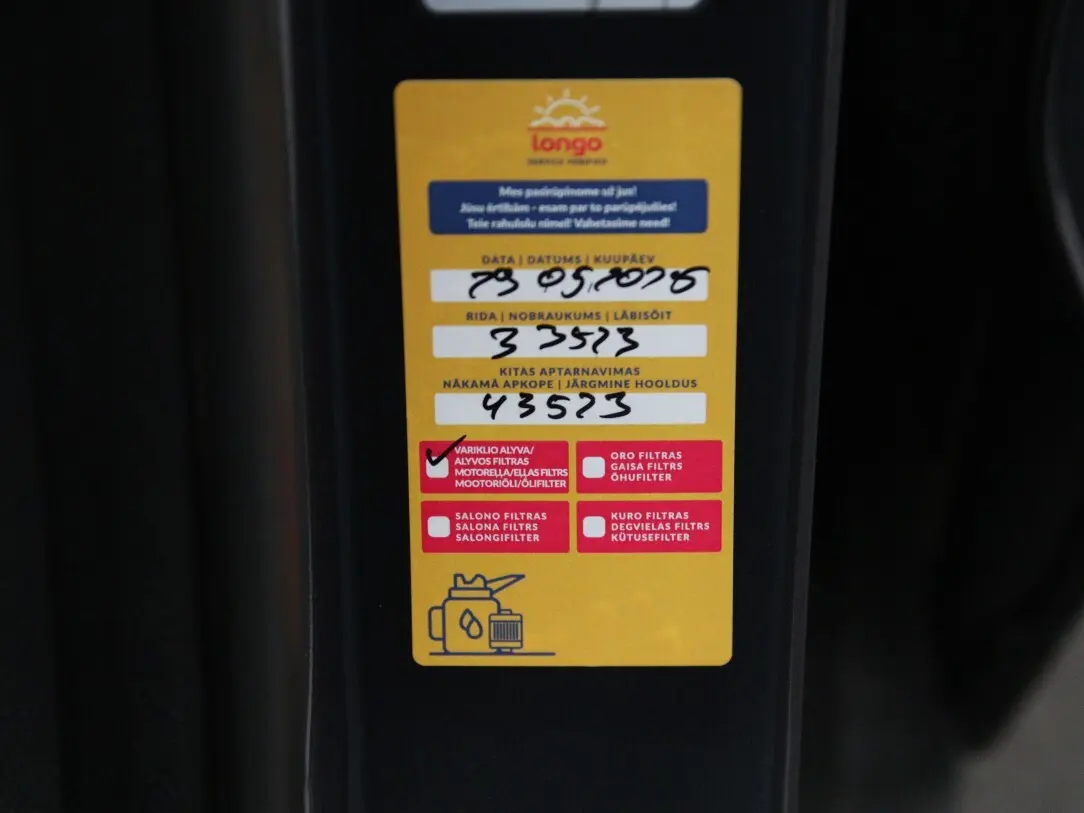 longo
Mes pasirūpinome už jus!
Jūsu ērtībām - esam par to parūpējušies!
Teie rahulolu nimel! Vahetasime need!
DATA | DATUMS | KUUPÄEV
29 05.2026
RIDA | NOBRAUKUMS | LÄBISÕIT
33523
KITAS APTARNAVIMAS
NĀKAMĀ APKOPE | JÄRGMINE HOOLDUS
43523
VARIKLIO ALYVA/
ALYVOS FILTRAS
MOTOREĻĻA/EĻĻAS FILTRS
MOOTORIÕLI/ÕLIFILTER
ORO FILTRAS
GAISA FILTRS
ÕHUFILTER
SALONO FILTRAS
SALONA FILTRS
SALONGIFILTER
KURO FILTRAS
DEGVIELAS FILTRS
KÜTUSEFILTER